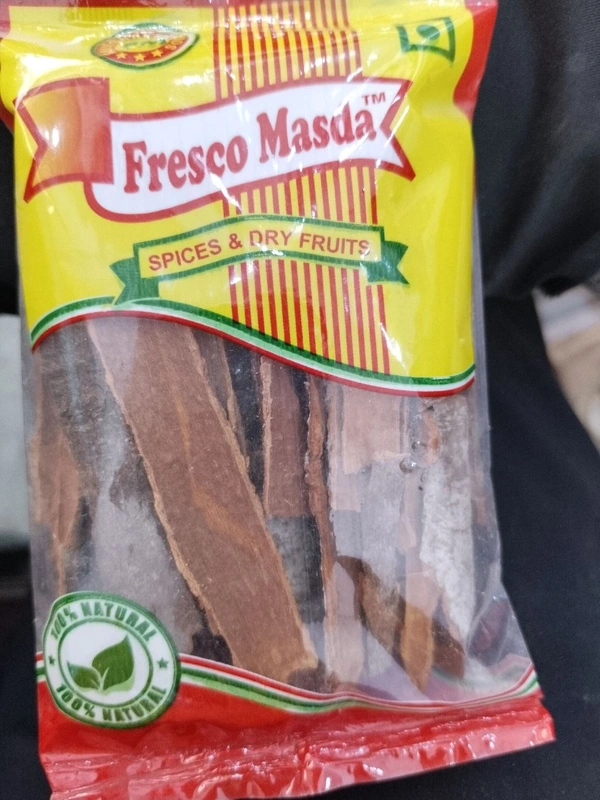 Fresco Masda™
SPICES & DRY FRUITS
100% NATURAL
100% NATURAL